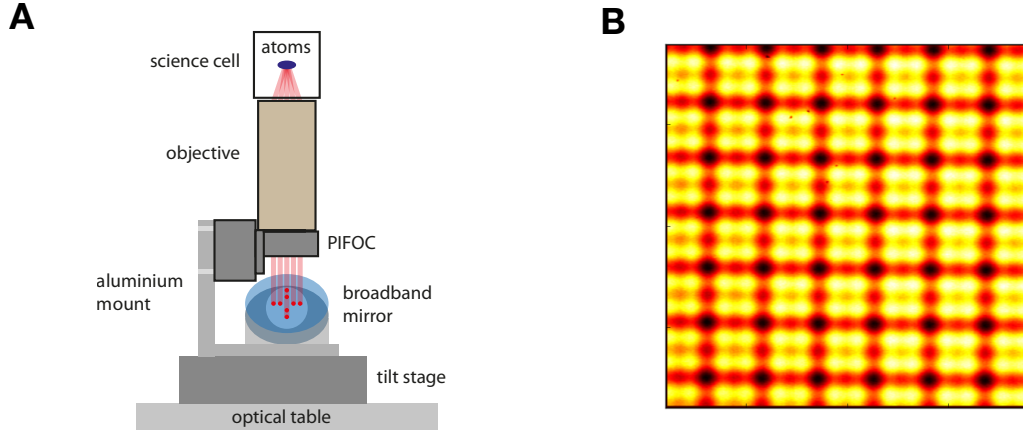 A
B
atoms
science cell
objective
PIFOC
aluminium
mount
broadband
mirror
tilt stage
optical table